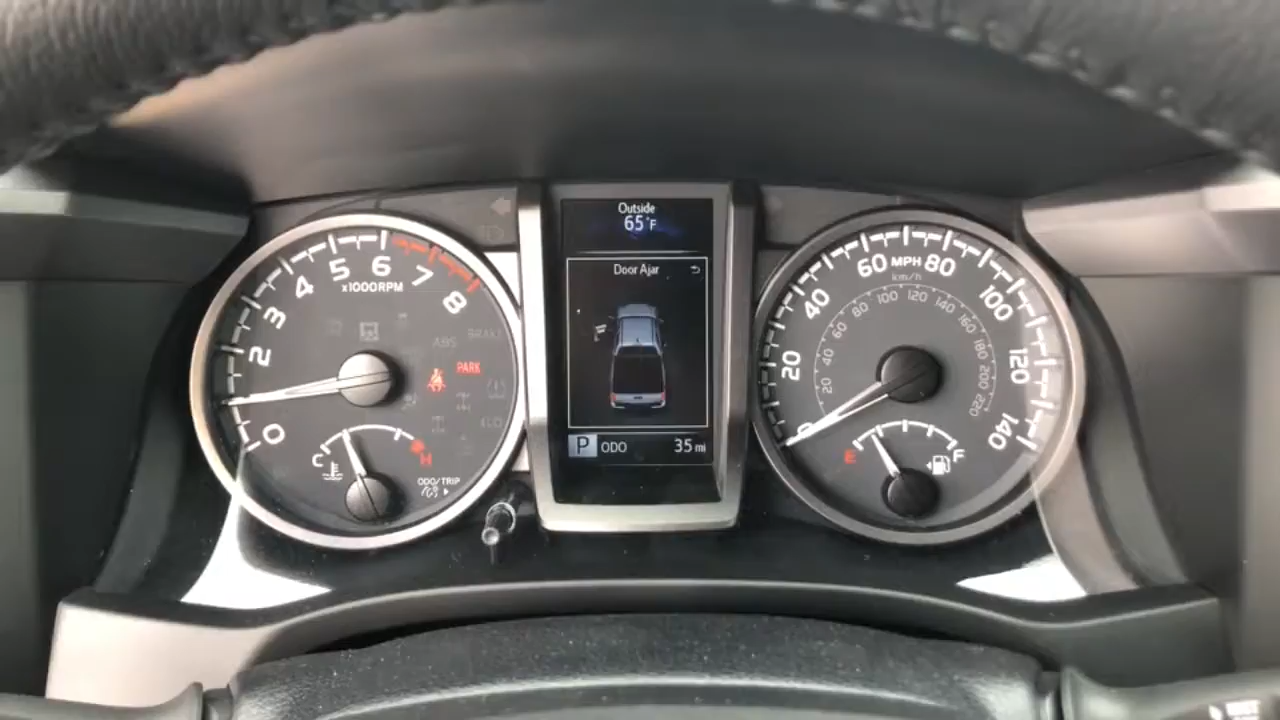 Outside
65°F
Door Ajar
P ODO 35 mi
0
2
3
4
5
6
7
8
x1000RPM
BRAKE
ABS
PARK
C
H
ODO/TRIP
0
20
40
60
80
100
120
140
MPH
km/h
20
40
60
80
100
120
140
160
180
200
220
E
F